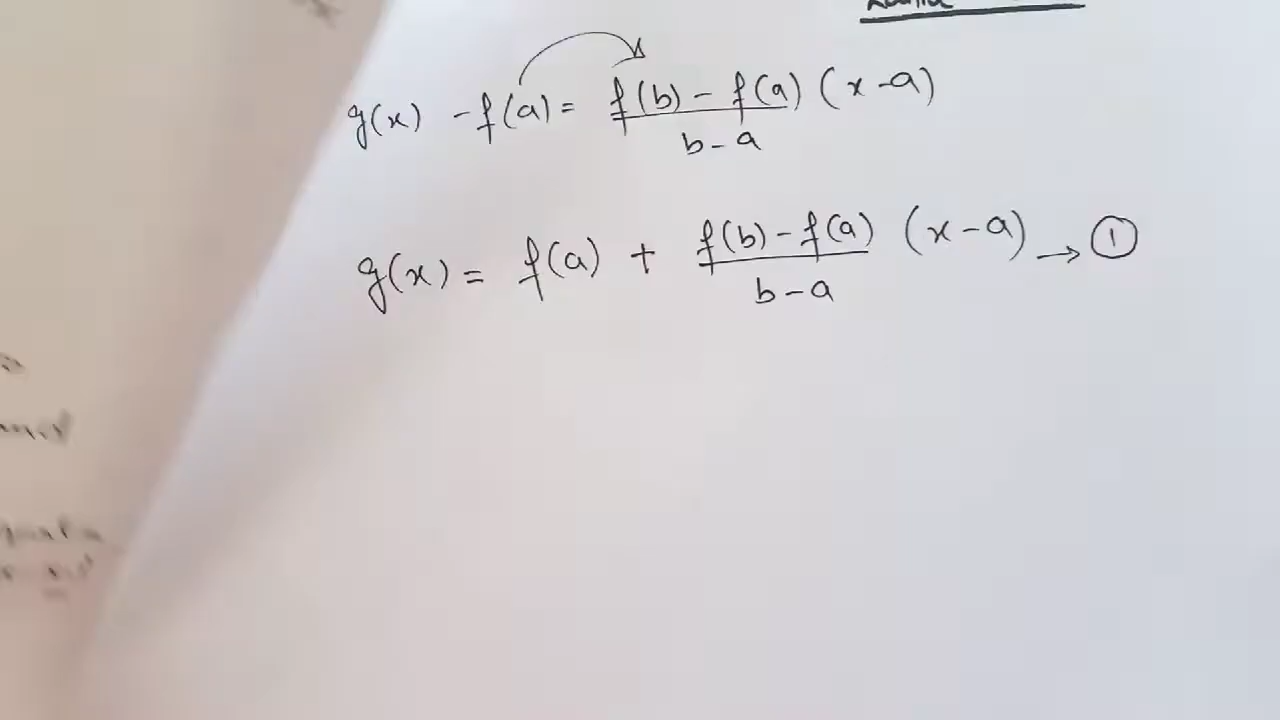 g(x) - f(a) = f(b) - f(a) (x - a)
b - a
g(x) = f(a) + f(b) - f(a) (x - a) → ①
b - a